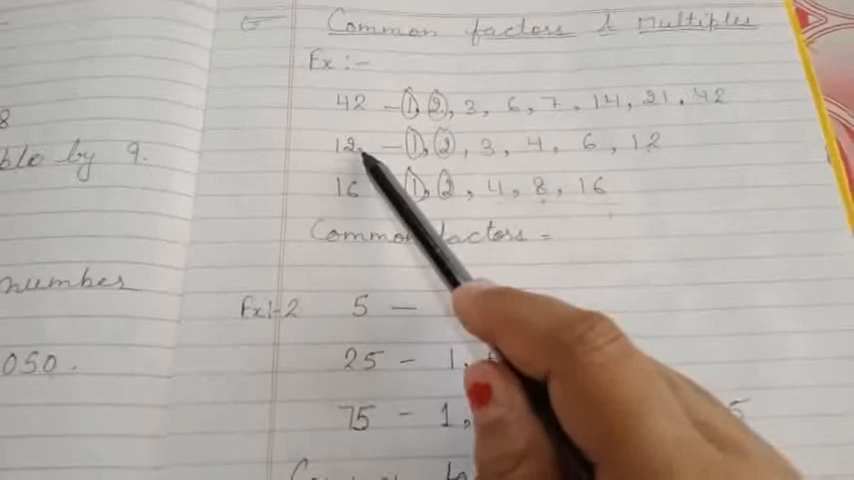 8
ble by 9.
number
050.
Common factors & Multiples
Ex :-
42 - 1, 2, 3, 6, 7, 14, 21, 42
12 - 1, 2, 3, 4, 6, 12
16 1, 2, 4, 8, 16
Common factors =
Ex:-2 5 -
25 - 1,
75 - 1, 5